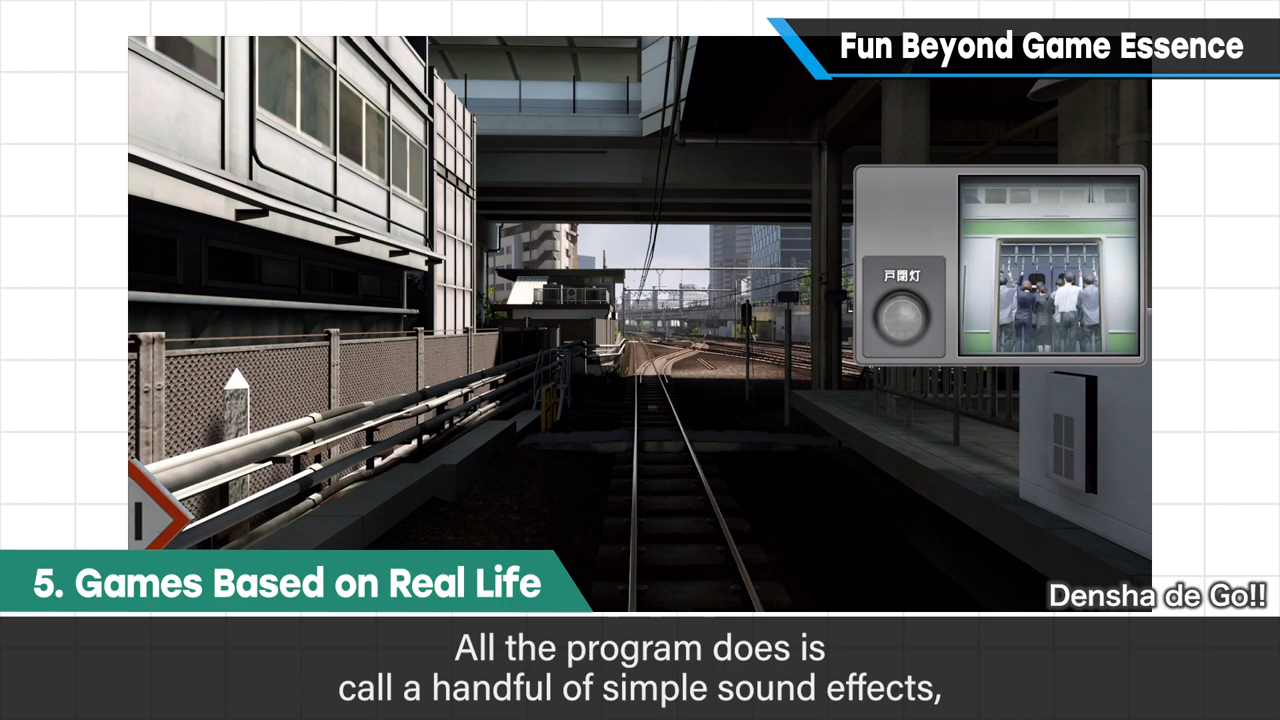 Fun Beyond Game Essence
戸閉灯
5. Games Based on Real Life
Densha de Go!!
All the program does is
call a handful of simple sound effects,